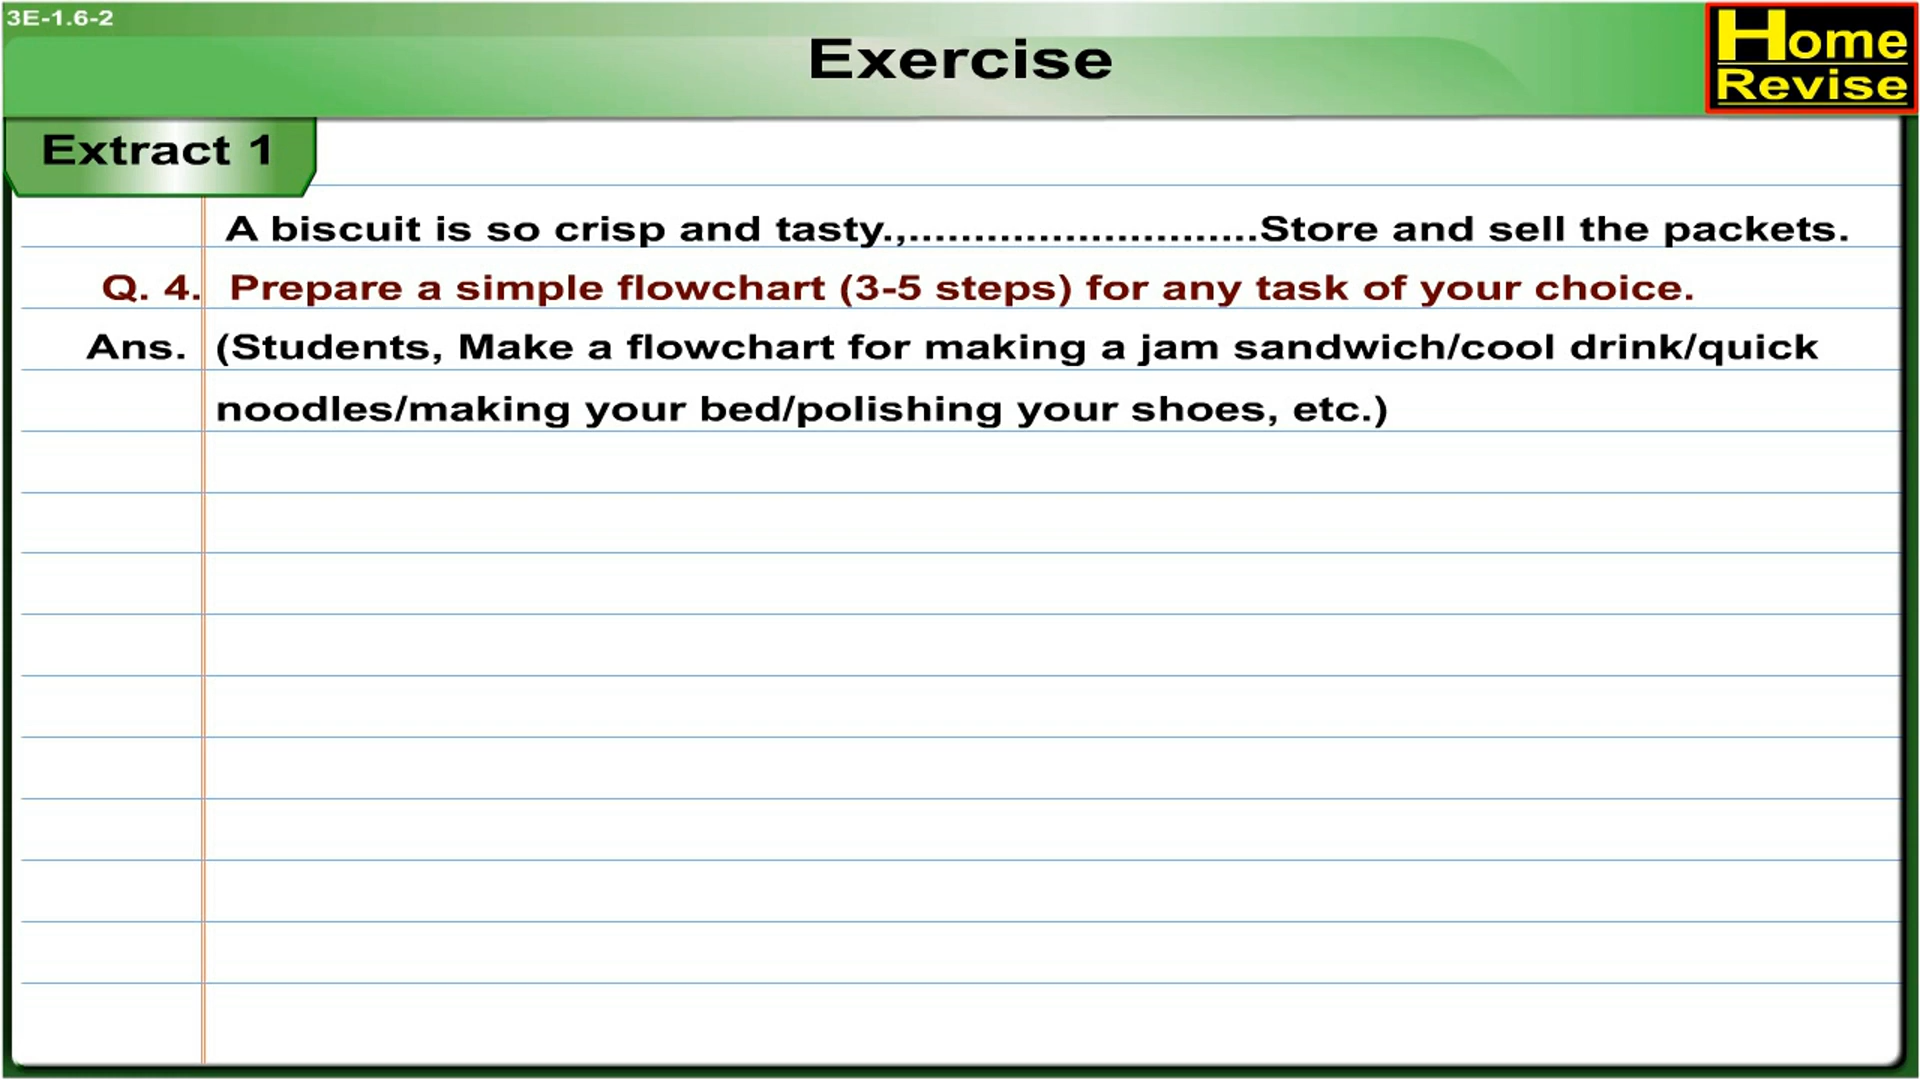 3E-1.6-2
Exercise
Home
Revise
Extract 1
A biscuit is so crisp and tasty.,...........................Store and sell the packets.
Q. 4. Prepare a simple flowchart (3-5 steps) for any task of your choice.
Ans. (Students, Make a flowchart for making a jam sandwich/cool drink/quick
noodles/making your bed/polishing your shoes, etc.)